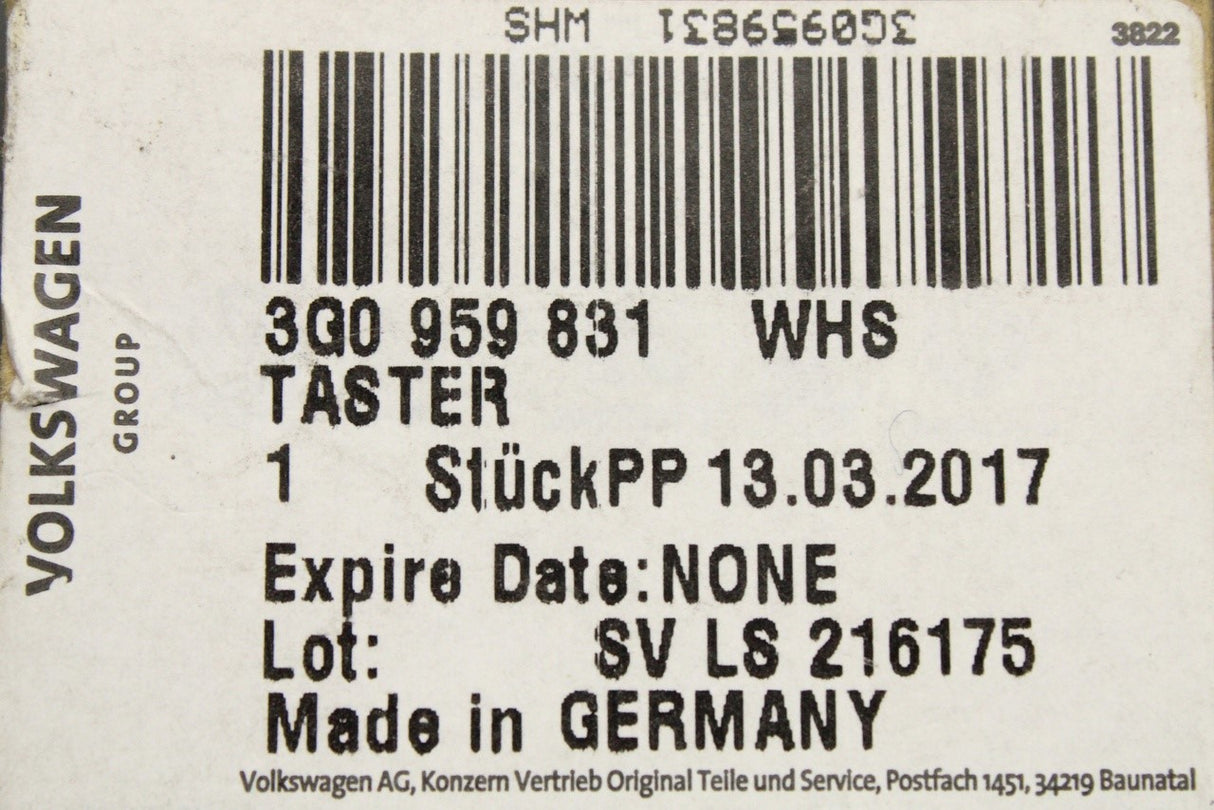 3G0959831 WHS
3822
VOLKSWAGEN
GROUP
3G0 959 831 WHS
TASTER
1 StückPP 13.03.2017
Expire Date:NONE
Lot: SV LS 216175
Made in GERMANY
Volkswagen AG, Konzern Vertrieb Original Teile und Service, Postfach 1451, 34219 Baunatal